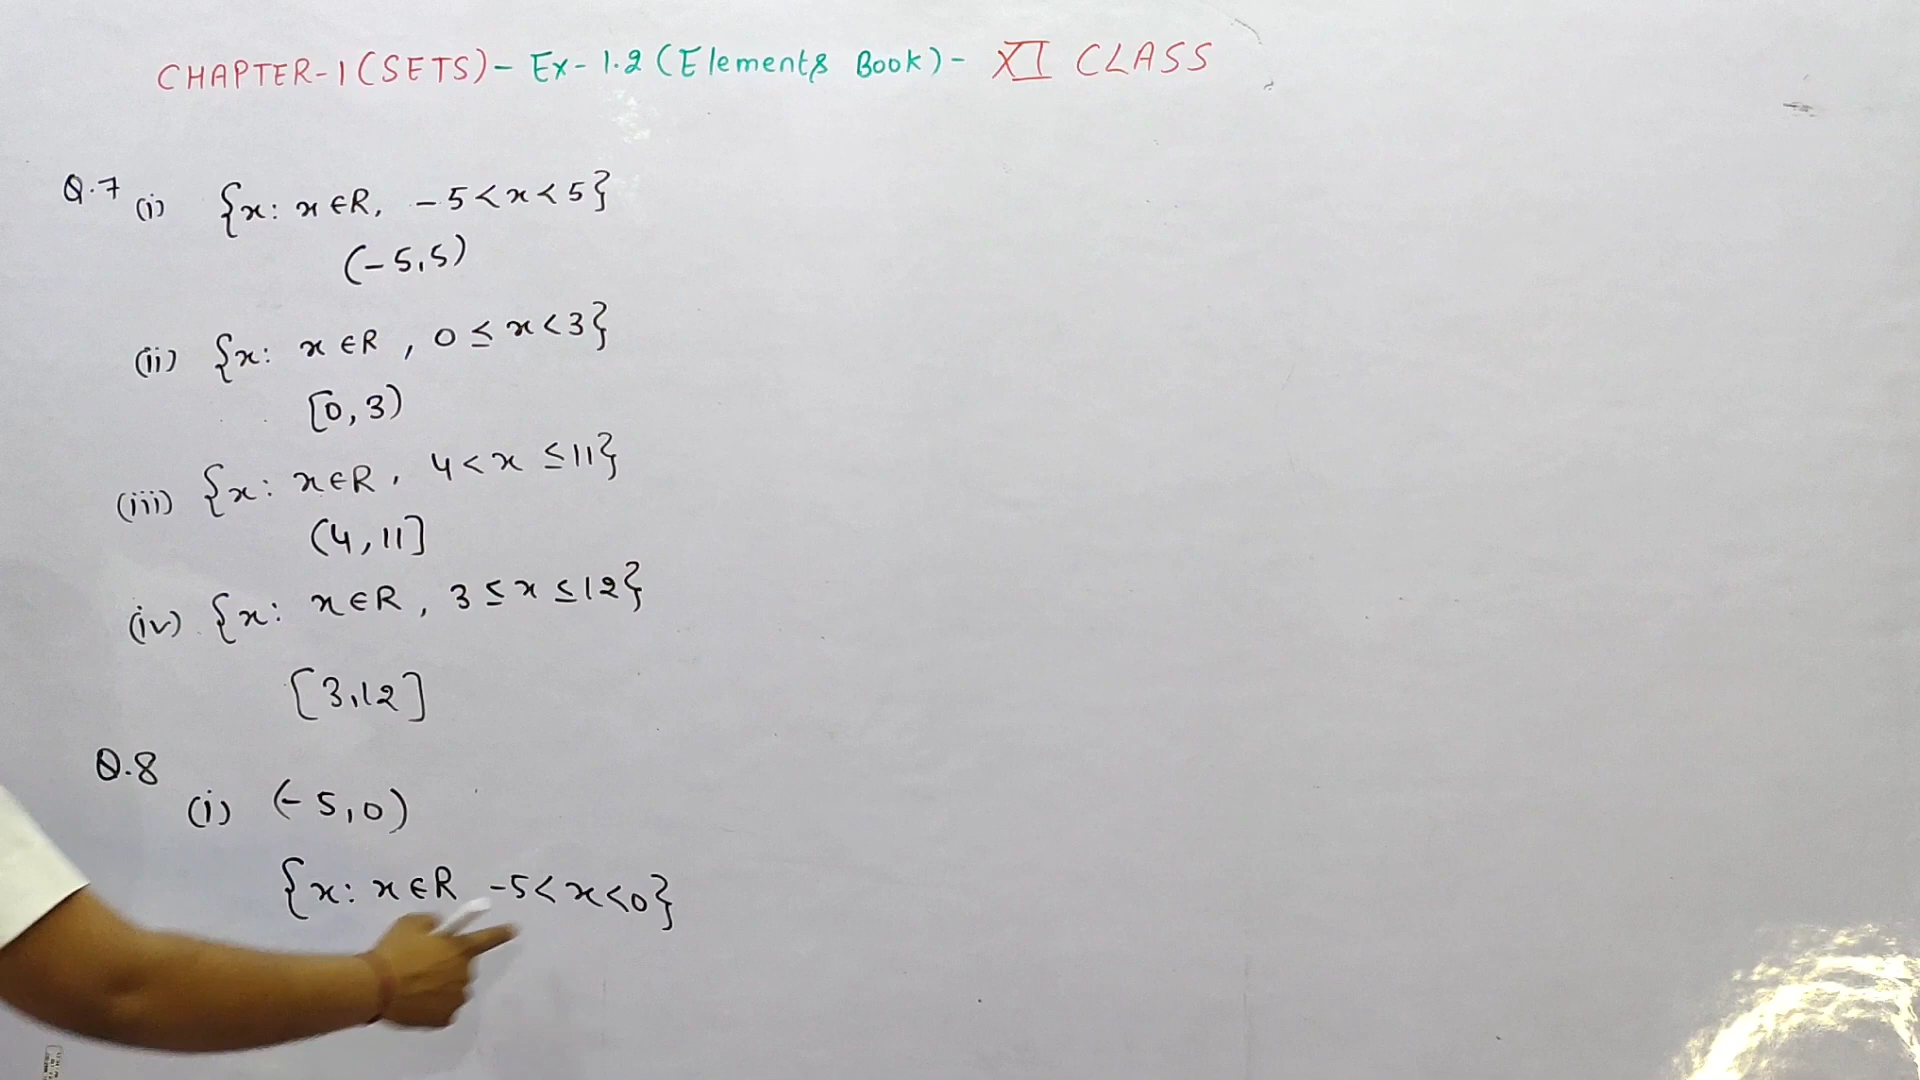 CHAPTER-1 (SETS) - Ex- 1.2 (Elements Book) - XI CLASS
Q.7 (i) {x: x ∈ R, -5 < x < 5}
(-5,5)
(ii) {x: x ∈ R, 0 ≤ x < 3}
[0,3)
(iii) {x: x ∈ R, 4 < x ≤ 11}
(4,11]
(iv) {x: x ∈ R, 3 ≤ x ≤ 12}
[3,12]
Q.8
(i) (-5,0)
{x: x ∈ R -5 < x < 0}